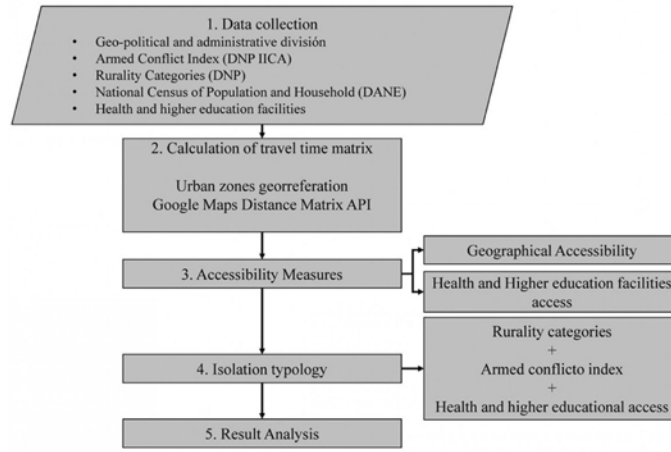 1. Data collection
• Geo-political and administrative división
• Armed Conflict Index (DNP IICA)
• Rurality Categories (DNP)
• National Census of Population and Household (DANE)
• Health and higher education facilities
2. Calculation of travel time matrix
Urban zones georreferation
Google Maps Distance Matrix API
3. Accessibility Measures
Geographical Accessibility
Health and Higher education facilities
access
4. Isolation typology
Rurality categories
+
Armed conflicto index
+
Health and higher educational access
5. Result Analysis